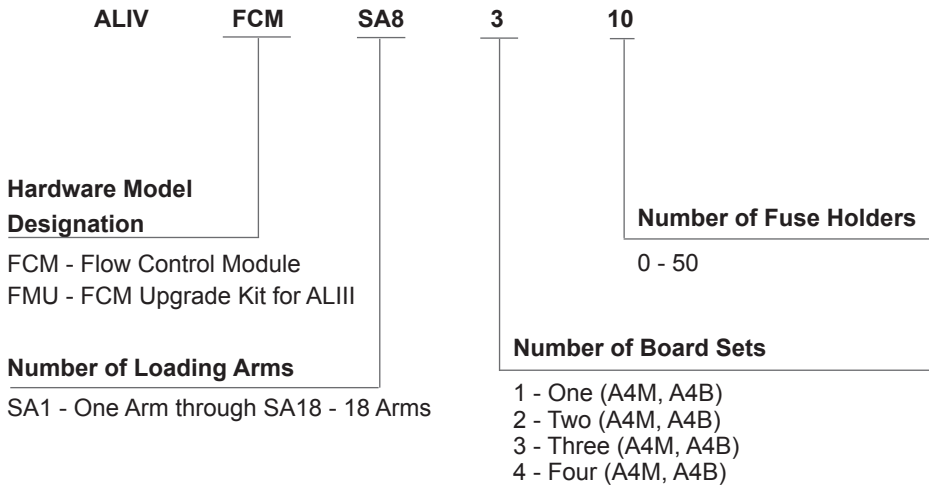 ALIV FCM SA8 3 10
Hardware Model
Designation
FCM - Flow Control Module
FMU - FCM Upgrade Kit for ALIII
Number of Loading Arms
SA1 - One Arm through SA18 - 18 Arms
Number of Fuse Holders
0 - 50
Number of Board Sets
1 - One (A4M, A4B)
2 - Two (A4M, A4B)
3 - Three (A4M, A4B)
4 - Four (A4M, A4B)